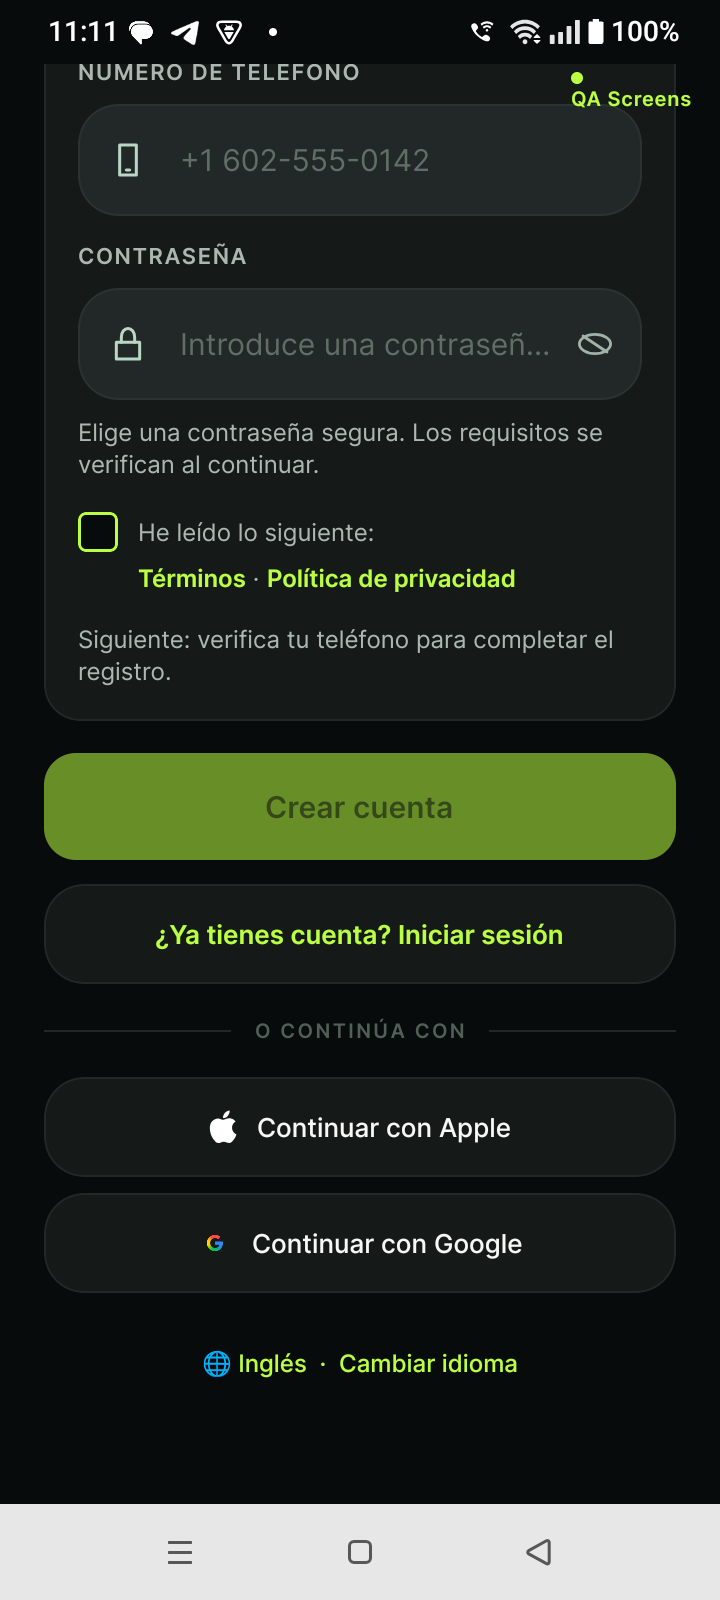 11:11
100%
NÚMERO DE TELÉFONO
QA Screens
+1 602-555-0142
CONTRASEÑA
Introduce una contraseñ...
Elige una contraseña segura. Los requisitos se
verifican al continuar.
He leído lo siguiente:
Términos · Política de privacidad
Siguiente: verifica tu teléfono para completar el
registro.
Crear cuenta
¿Ya tienes cuenta? Iniciar sesión
O CONTINÚA CON
Continuar con Apple
Continuar con Google
Inglés · Cambiar idioma